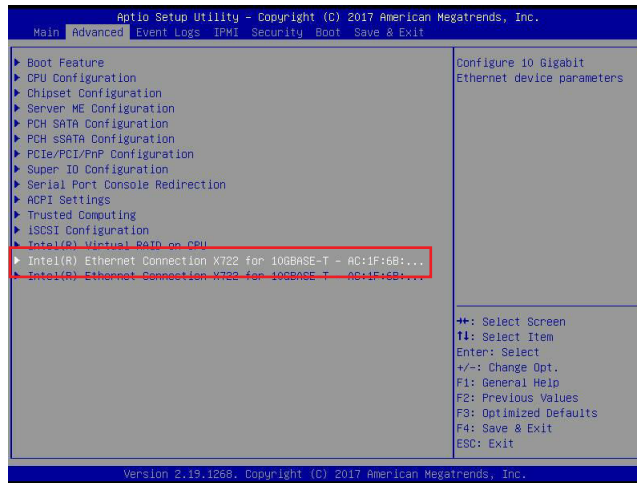 Aptio Setup Utility – Copyright (C) 2017 American Megatrends, Inc.
Main Advanced Event Logs IPMI Security Boot Save & Exit
▶ Boot Feature
▶ CPU Configuration
▶ Chipset Configuration
▶ Server ME Configuration
▶ PCH SATA Configuration
▶ PCH sSATA Configuration
▶ PCIe/PCI/PnP Configuration
▶ Super IO Configuration
▶ Serial Port Console Redirection
▶ ACPI Settings
▶ Trusted Computing
▶ iSCSI Configuration
▶ Intel(R) Virtual RAID on CPU
▶ Intel(R) Ethernet Connection X722 for 10GBASE-T - AC:1F:6B:...
▶ Intel(R) Ethernet Connection X722 for 10GBASE-T - AC:1F:6B:...
Configure 10 Gigabit
Ethernet device parameters
→←: Select Screen
↑↓: Select Item
Enter: Select
+/-: Change Opt.
F1: General Help
F2: Previous Values
F3: Optimized Defaults
F4: Save & Exit
ESC: Exit
Version 2.19.1268. Copyright (C) 2017 American Megatrends, Inc.